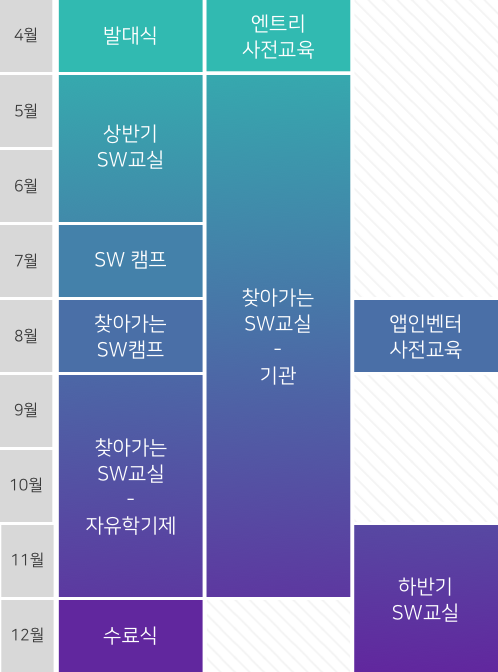 4월
발대식
엔트리
사전교육
5월
상반기
SW교실
6월
7월
SW 캠프
찾아가는
SW교실
-
기관
8월
찾아가는
SW캠프
앱인벤터
사전교육
9월
찾아가는
SW교실
-
자유학기제
10월
11월
하반기
SW교실
12월
수료식